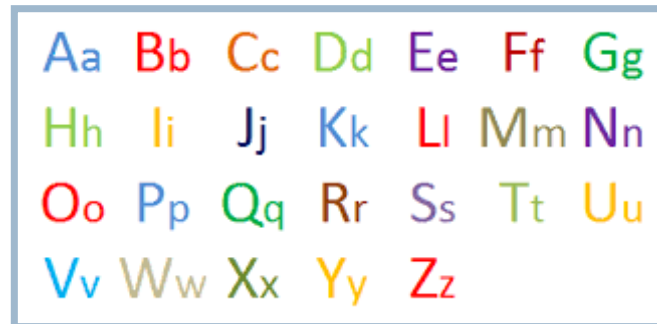 Aa Bb Cc Dd Ee Ff Gg
Hh Ii Jj Kk Ll Mm Nn
Oo Pp Qq Rr Ss Tt Uu
Vv Ww Xx Yy Zz